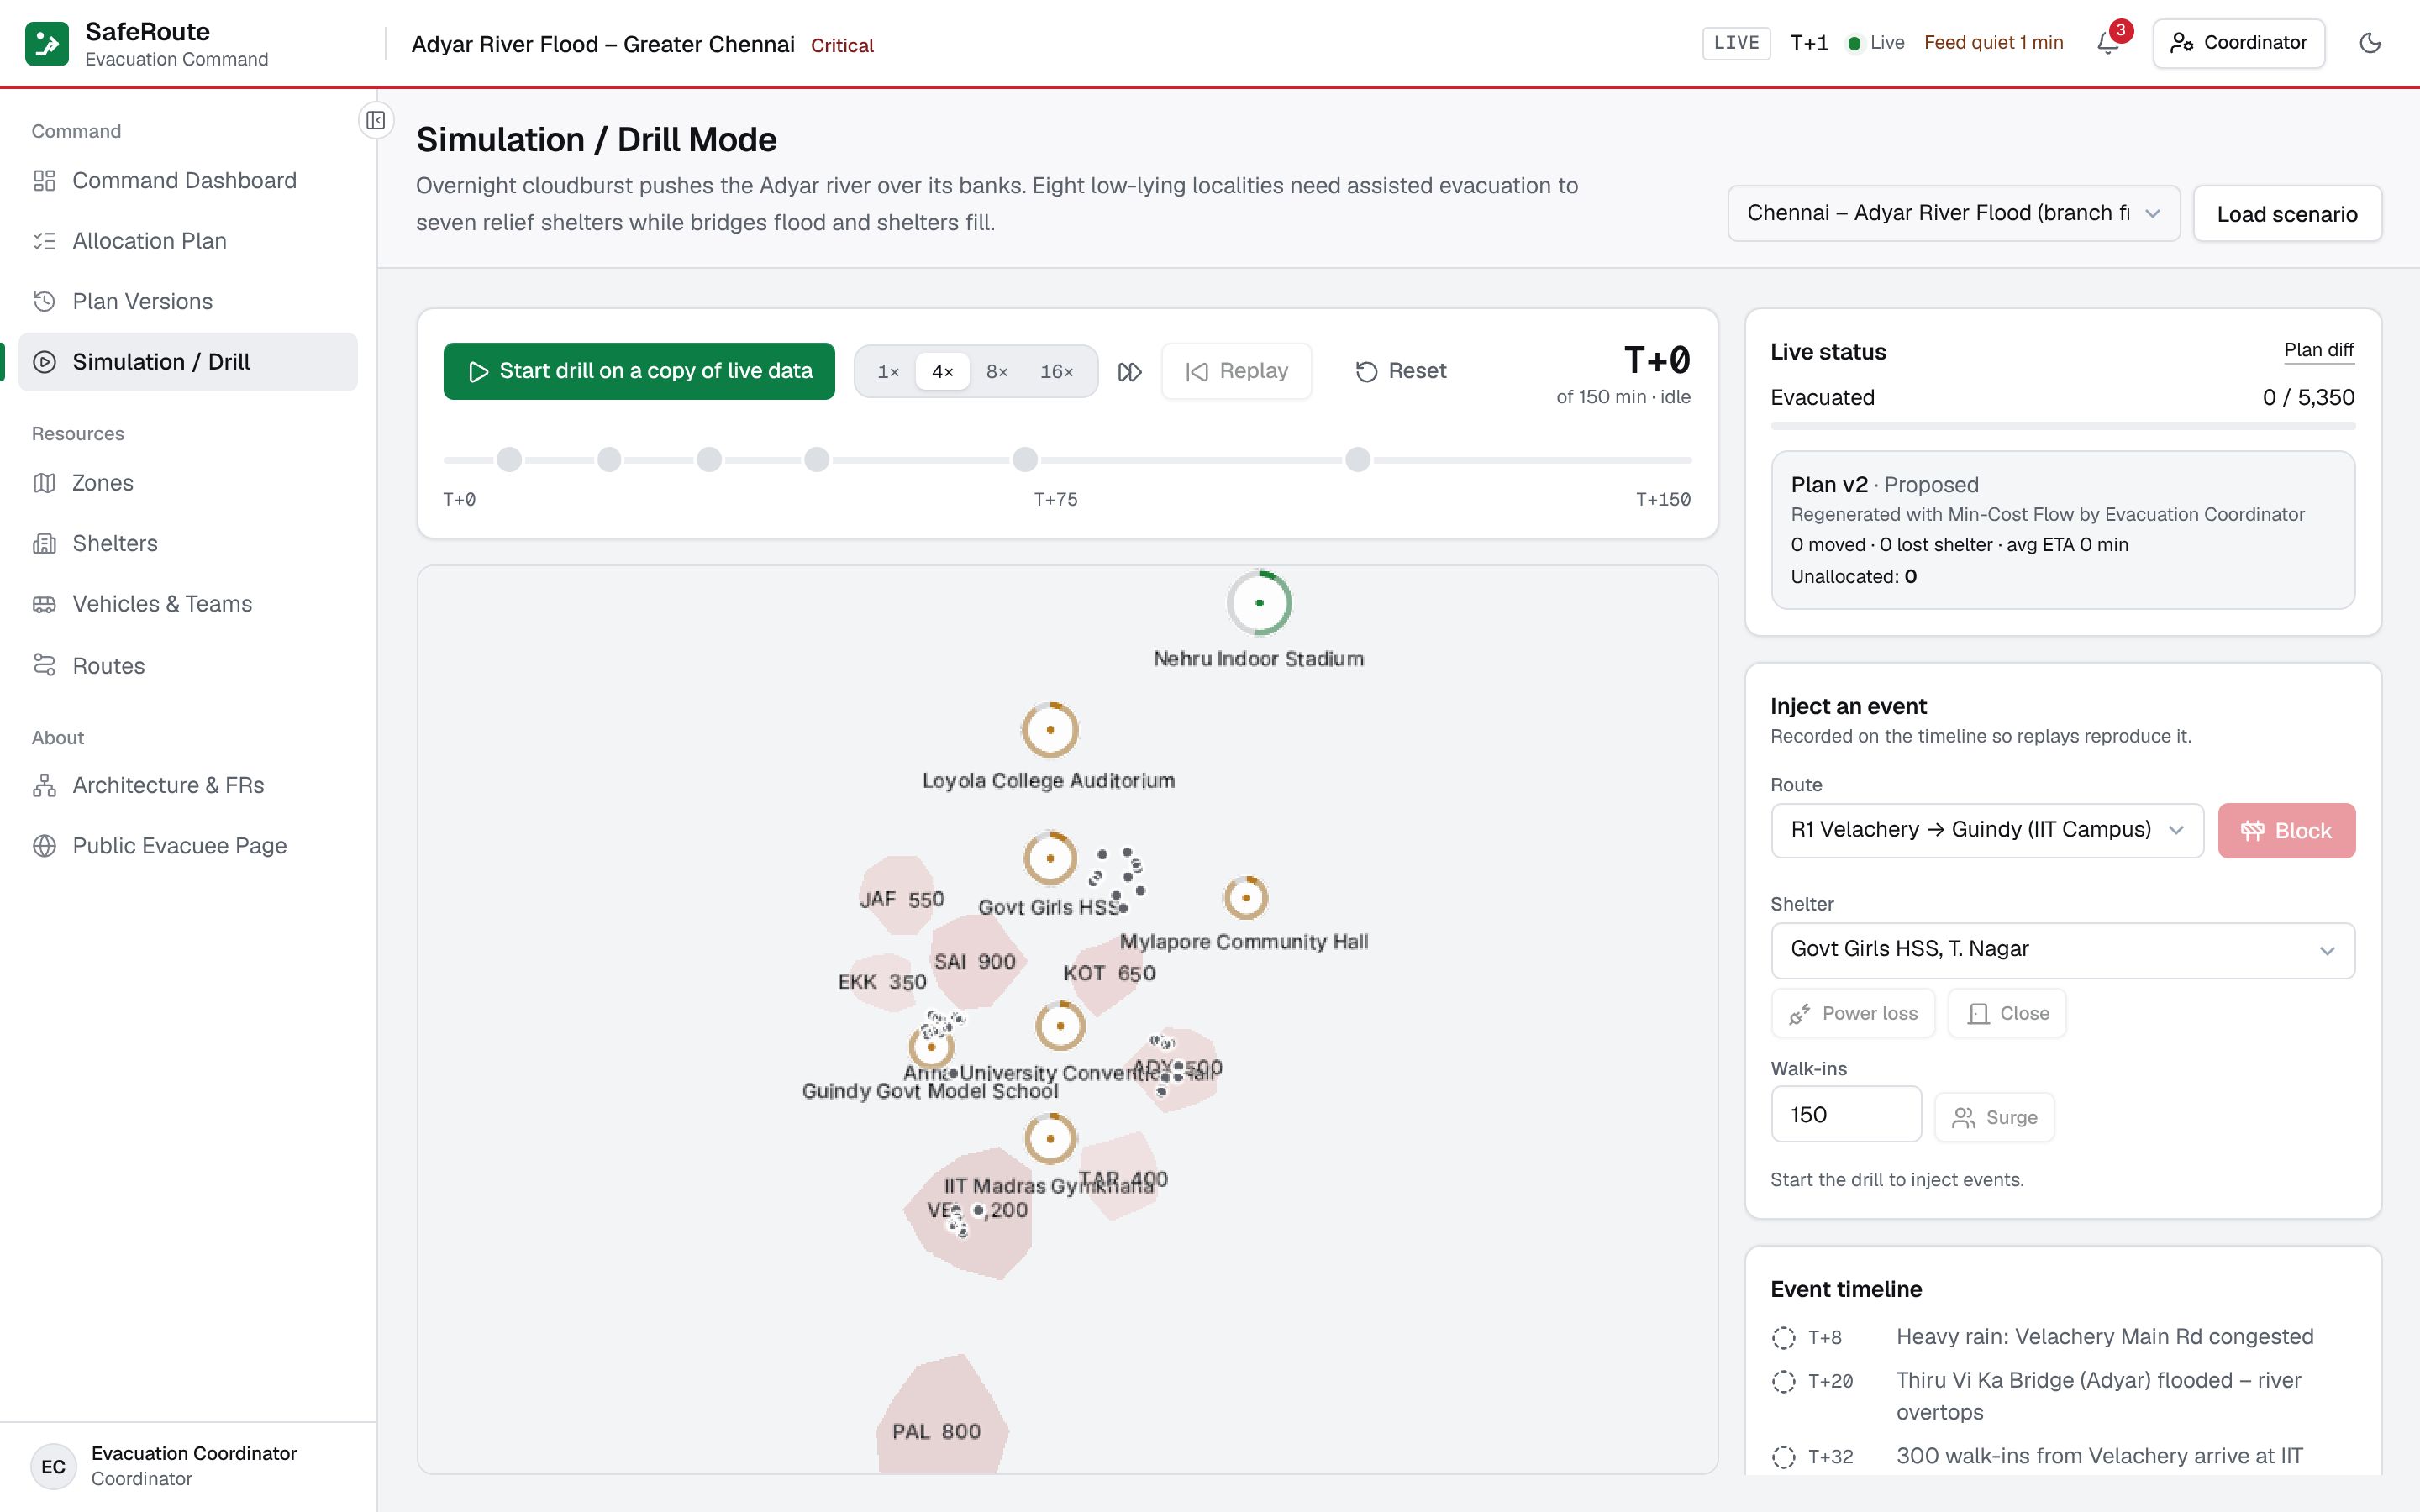 SafeRoute
Evacuation Command
Adyar River Flood – Greater Chennai Critical
LIVE T+1 Live Feed quiet 1 min 3 Coordinator
Command
Command Dashboard
Allocation Plan
Plan Versions
Simulation / Drill
Resources
Zones
Shelters
Vehicles & Teams
Routes
About
Architecture & FRs
Public Evacuee Page
EC
Evacuation Coordinator
Coordinator
Simulation / Drill Mode
Overnight cloudburst pushes the Adyar river over its banks. Eight low-lying localities need assisted evacuation to
seven relief shelters while bridges flood and shelters fill.
Chennai – Adyar River Flood (branch
Load scenario
Start drill on a copy of live data
1× 4× 8× 16×
Replay
Reset
T+0
of 150 min · idle
T+0 T+75 T+150
Nehru Indoor Stadium
Loyola College Auditorium
JAF 550
Govt Girls HSS
Mylapore Community Hall
SAI 900
KOT 650
EKK 350
University
Guindy Govt Model School
TAR 400
IIT Madras Gymkhana
PAL 800
Live status
Plan diff
Evacuated 0 / 5,350
Plan v2 · Proposed
Regenerated with Min-Cost Flow by Evacuation Coordinator
0 moved · 0 lost shelter · avg ETA 0 min
Unallocated: 0
Inject an event
Recorded on the timeline so replays reproduce it.
Route
R1 Velachery → Guindy (IIT Campus)
Block
Shelter
Govt Girls HSS, T. Nagar
Power loss
Close
Walk-ins
150
Surge
Start the drill to inject events.
Event timeline
T+8 Heavy rain: Velachery Main Rd congested
T+20 Thiru Vi Ka Bridge (Adyar) flooded – river
overtops
T+32 300 walk-ins from Velachery arrive at IIT